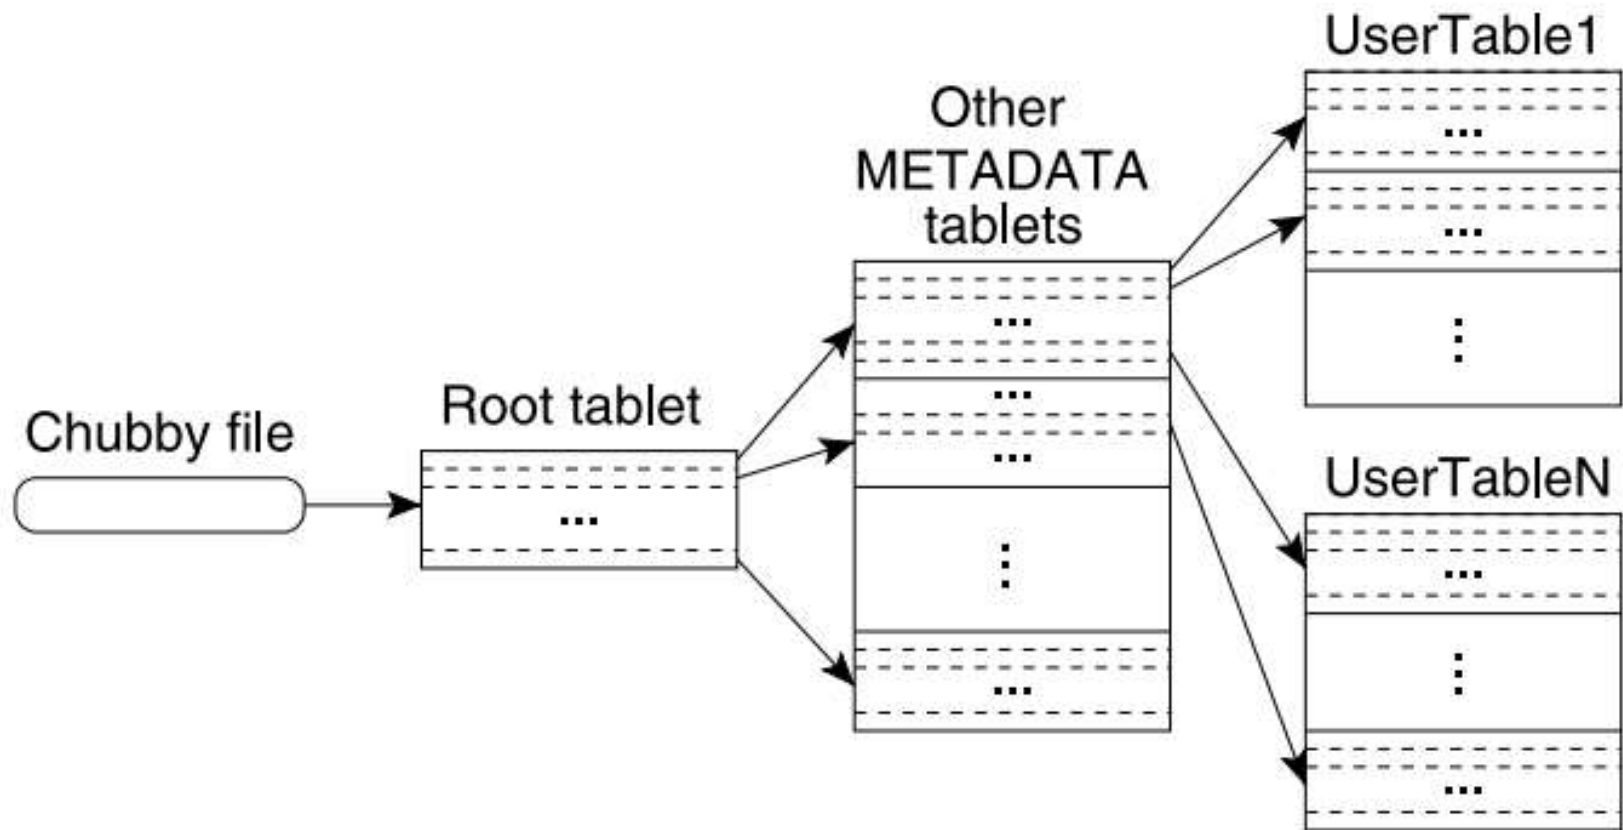 Chubby file
Root tablet
...
Other
METADATA
tablets
...
...
...
...
UserTable1
...
...
UserTableN
...
...